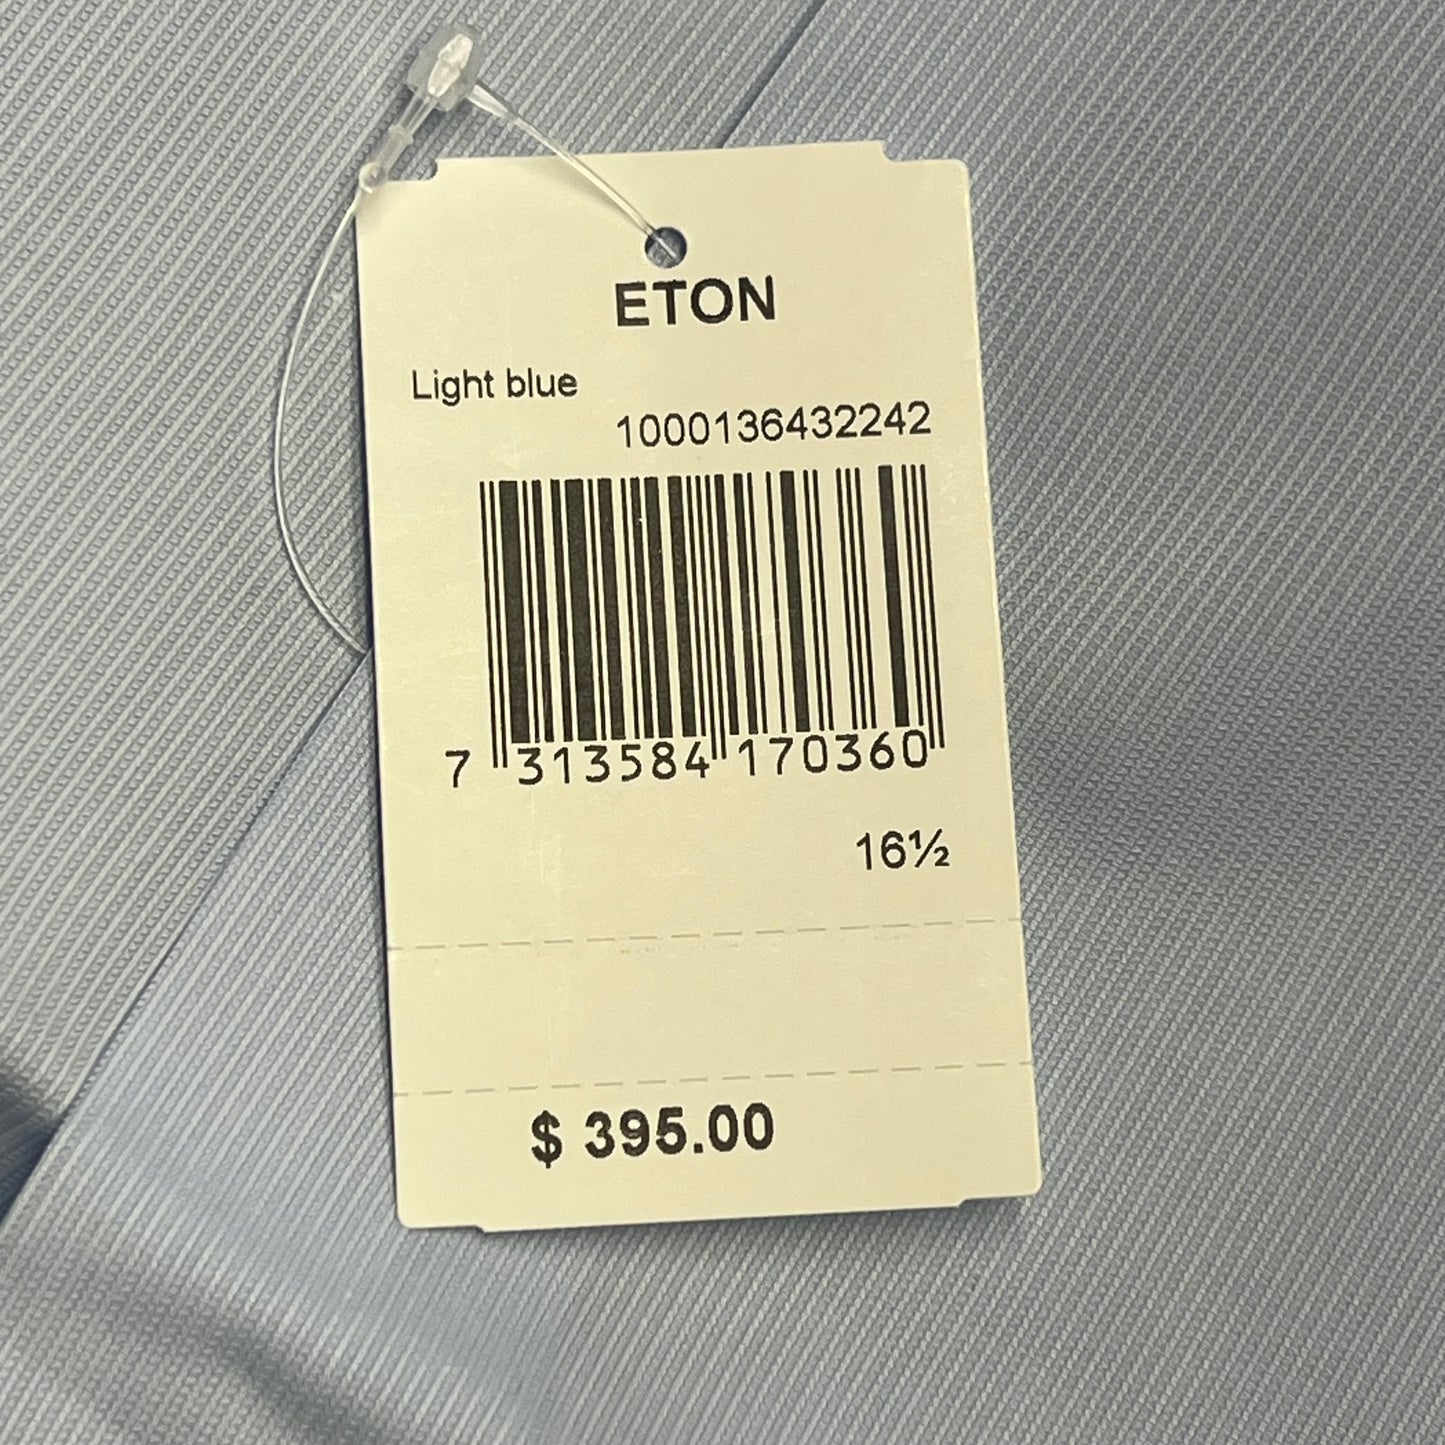 ETON
Light blue
1000136432242
7 313584 170360
16½
$ 395.00